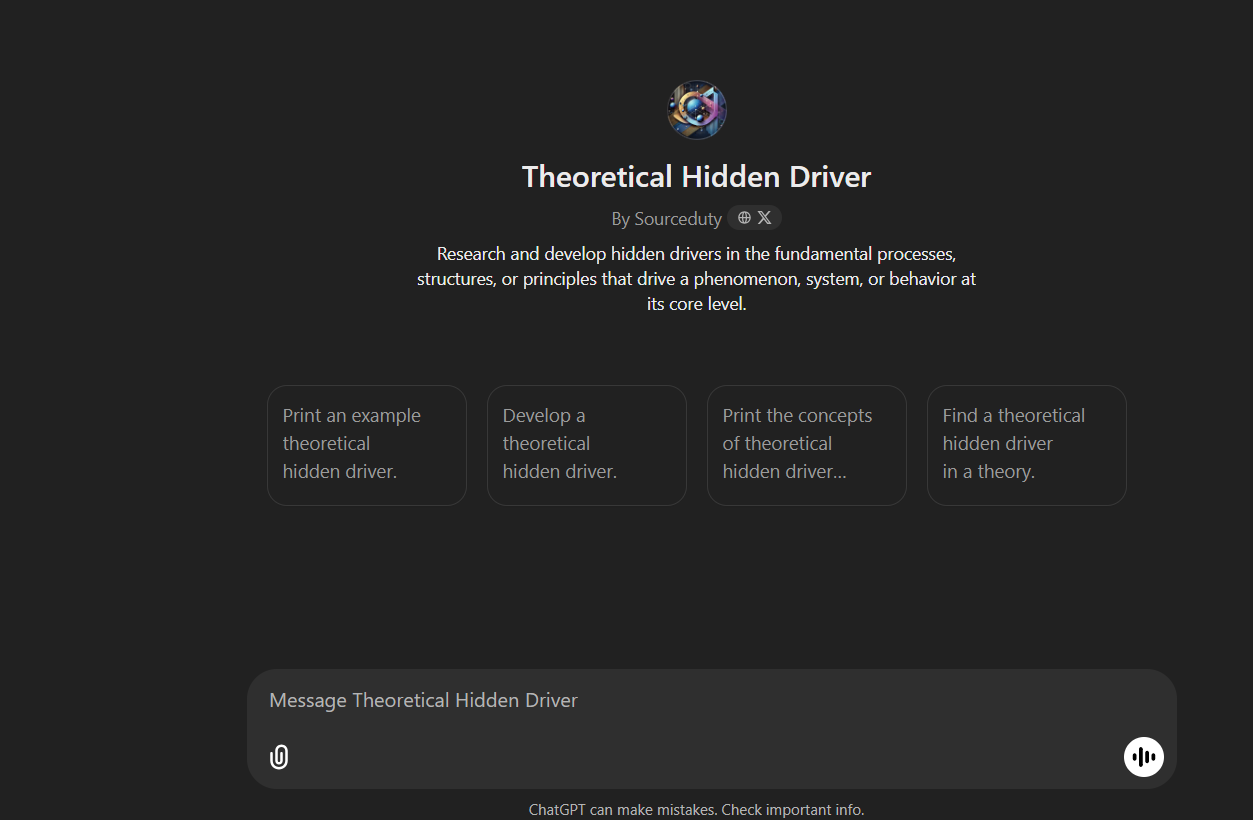 Theoretical Hidden Driver
By Sourceduty
Research and develop hidden drivers in the fundamental processes,
structures, or principles that drive a phenomenon, system, or behavior at
its core level.
Print an example
theoretical
hidden driver.
Develop a
theoretical
hidden driver.
Print the concepts
of theoretical
hidden driver...
Find a theoretical
hidden driver
in a theory.
Message Theoretical Hidden Driver
ChatGPT can make mistakes. Check important info.